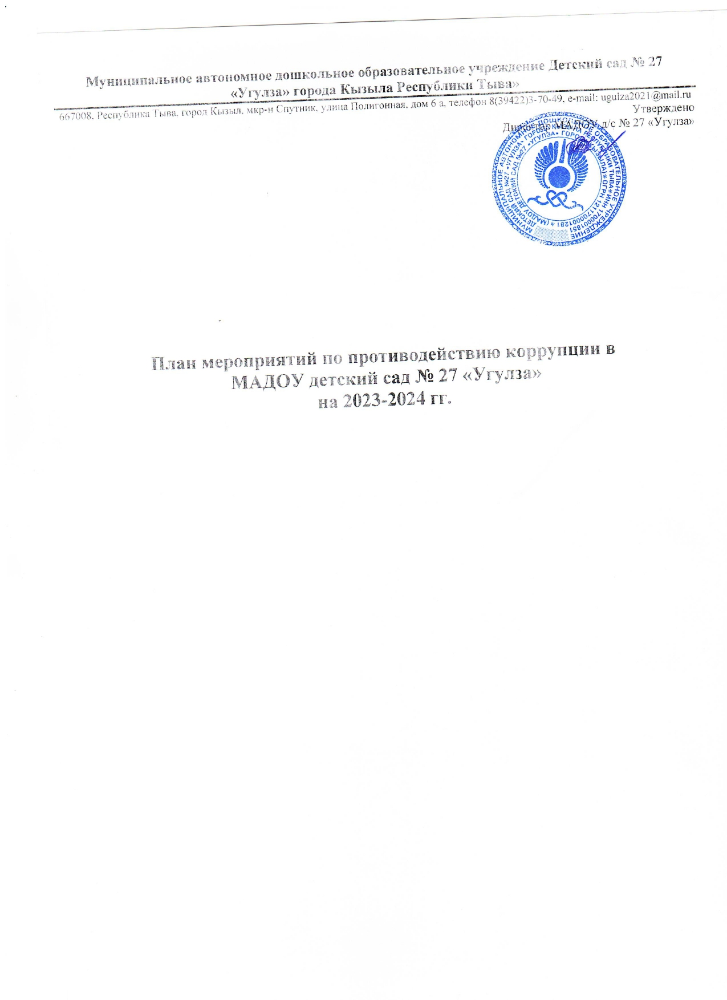 Муниципальное автономное дошкольное образовательное учреждение Детский сад № 27
«Угулза» города Кызыла Республики Тыва»
667008, Республика Тыва, город Кызыл, мкр-н Спутник, улица Полигонная, дом 6 а, телефон 8(39422)3-70-49, e-mail: ugulza2021@mail.ru
Утверждено
Директар МАДОУ д/с № 27 «Угулза»
МУНИЦИПАЛЬНОЕ АВТОНОМНОЕ ДОШКОЛЬНОЕ ОБРАЗОВАТЕЛЬНОЕ УЧРЕЖДЕНИЕ
ДЕТСКИЙ САД №27 «УГУЛЗА» ГОРОДА КЫЗЫЛА РЕСПУБЛИКИ ТЫВА*ИНН 1700001851
(МАДОУ ДЕТСКИЙ САД №27 «УГУЛЗА» ГОРОДА КЫЗЫЛА)*ОГРН 1211700001281*
План мероприятий по противодействию коррупции в
МАДОУ детский сад № 27 «Угулза»
на 2023-2024 гг.